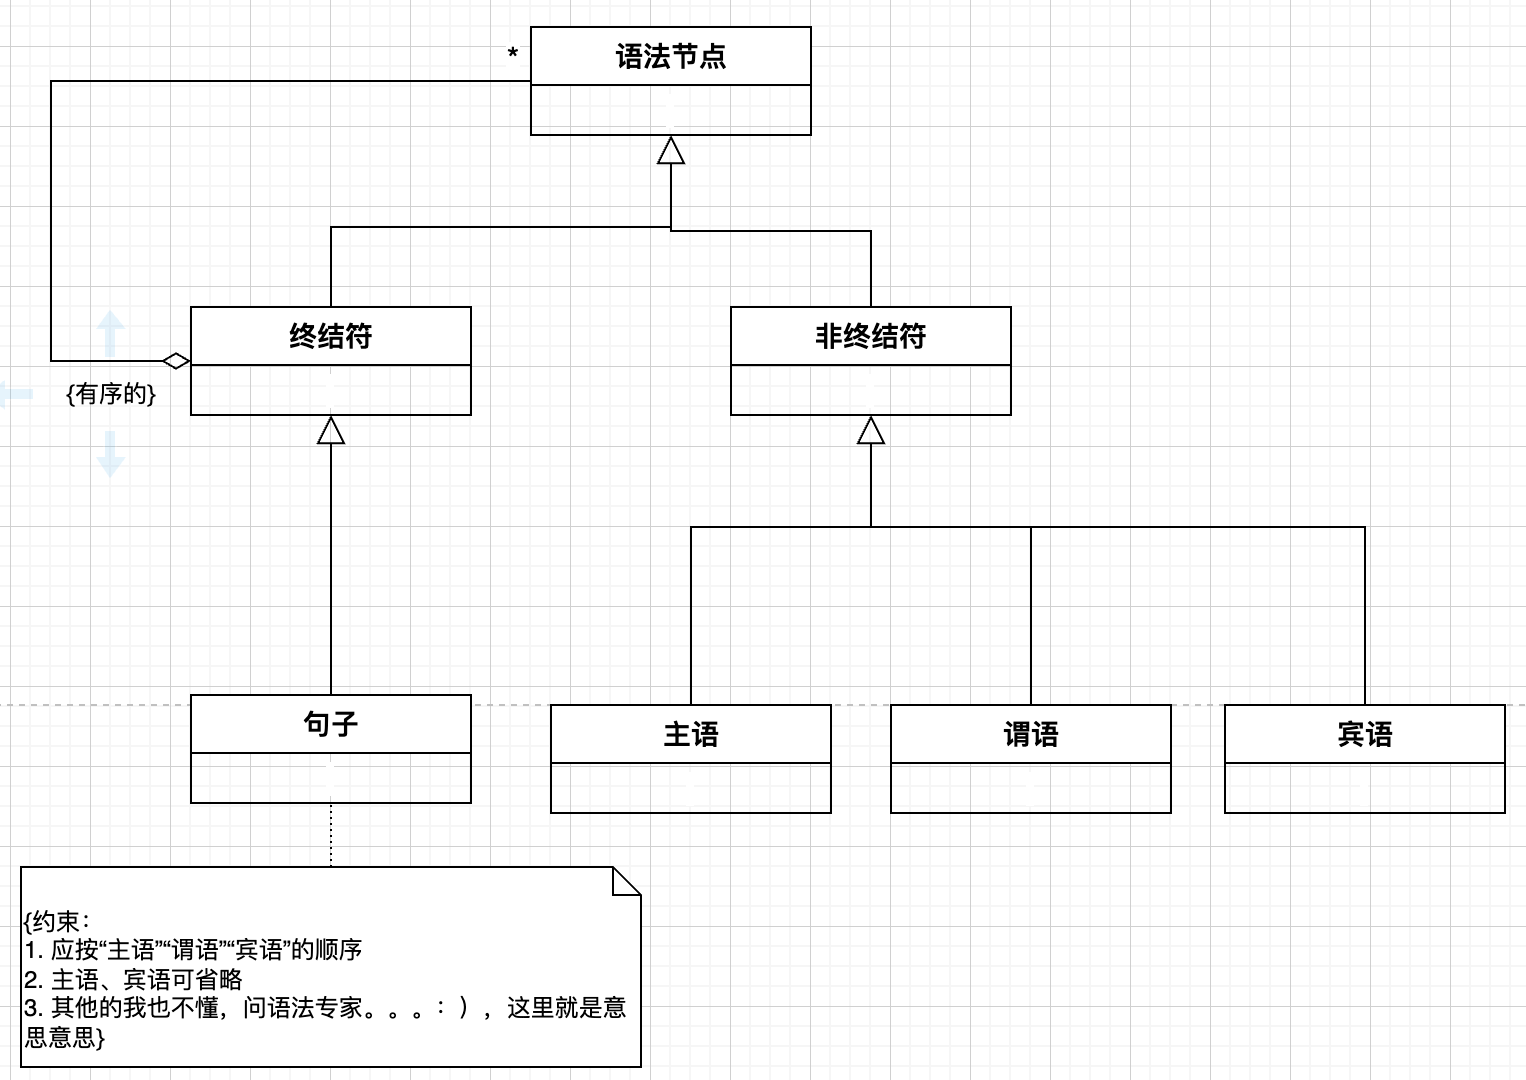 *
语法节点
终结符
非终结符
{有序的}
句子
主语
谓语
宾语
{约束：
1. 应按“主语”“谓语”“宾语”的顺序
2. 主语、宾语可省略
3. 其他的我也不懂，问语法专家。。。：），这里就是意
思意思}